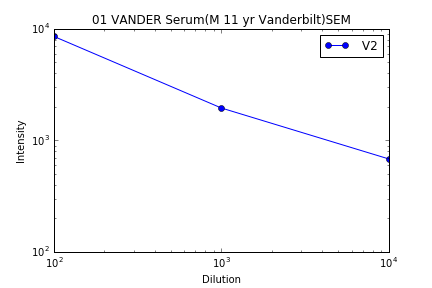 01 VANDER Serum(M 11 yr Vanderbilt)SEM
V2
10^4
10^3
10^2
Intensity
10^2 10^3 10^4
Dilution